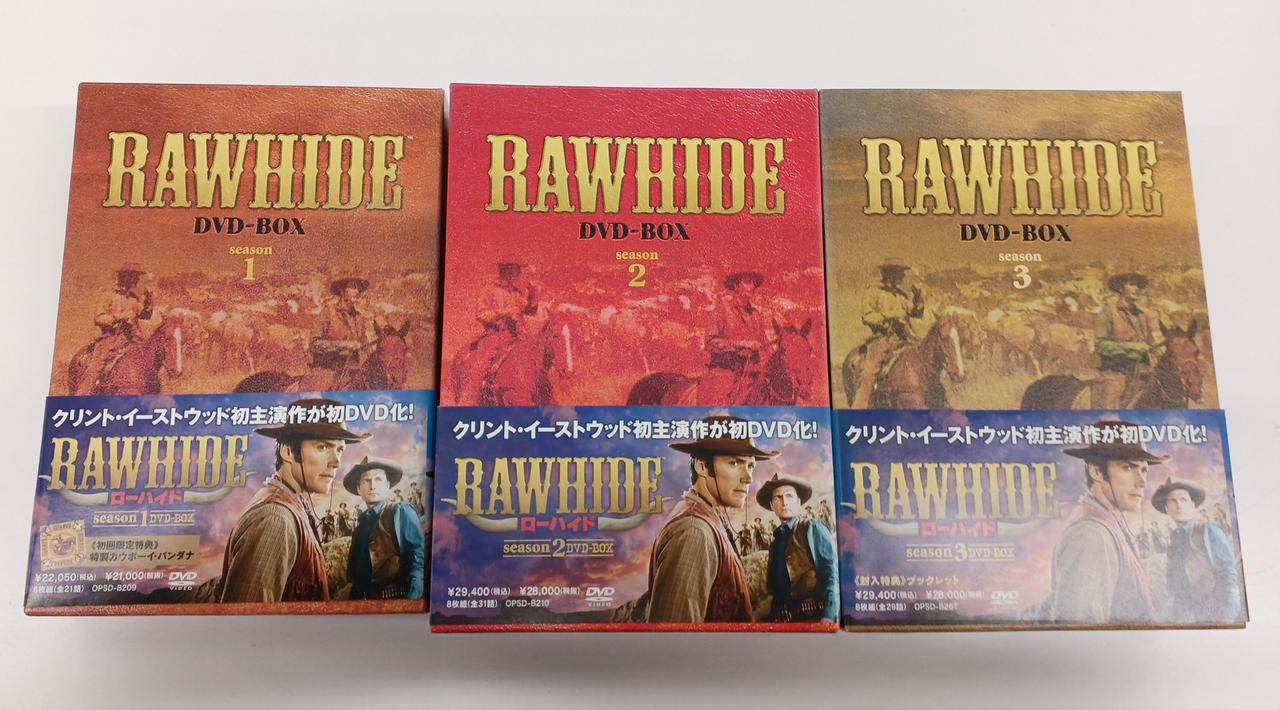 RAWHIDE™
DVD-BOX
season
1
クリント・イーストウッド初主演作が初DVD化!
RAWHIDE
ローハイド
season 1 DVD-BOX
《初回限定特典》
特製カウボーイ・バンダナ
¥22,050(税込) ¥21,000(税抜) DVD VIDEO
6枚組(全21話) OPSD-B209
RAWHIDE™
DVD-BOX
season
2
クリント・イーストウッド初主演作が初DVD化!
RAWHIDE
ローハイド
season 2 DVD-BOX
¥29,400(税込) ¥28,000(税抜) DVD VIDEO
8枚組(全31話) OPSD-B210
RAWHIDE™
DVD-BOX
season
3
クリント・イーストウッド初主演作が初DVD化!
RAWHIDE
ローハイド
season 3 DVD-BOX
《封入特典》ブックレット
¥29,400(税込) ¥28,000(税抜) DVD VIDEO
8枚組(全29話) OPSD-B267